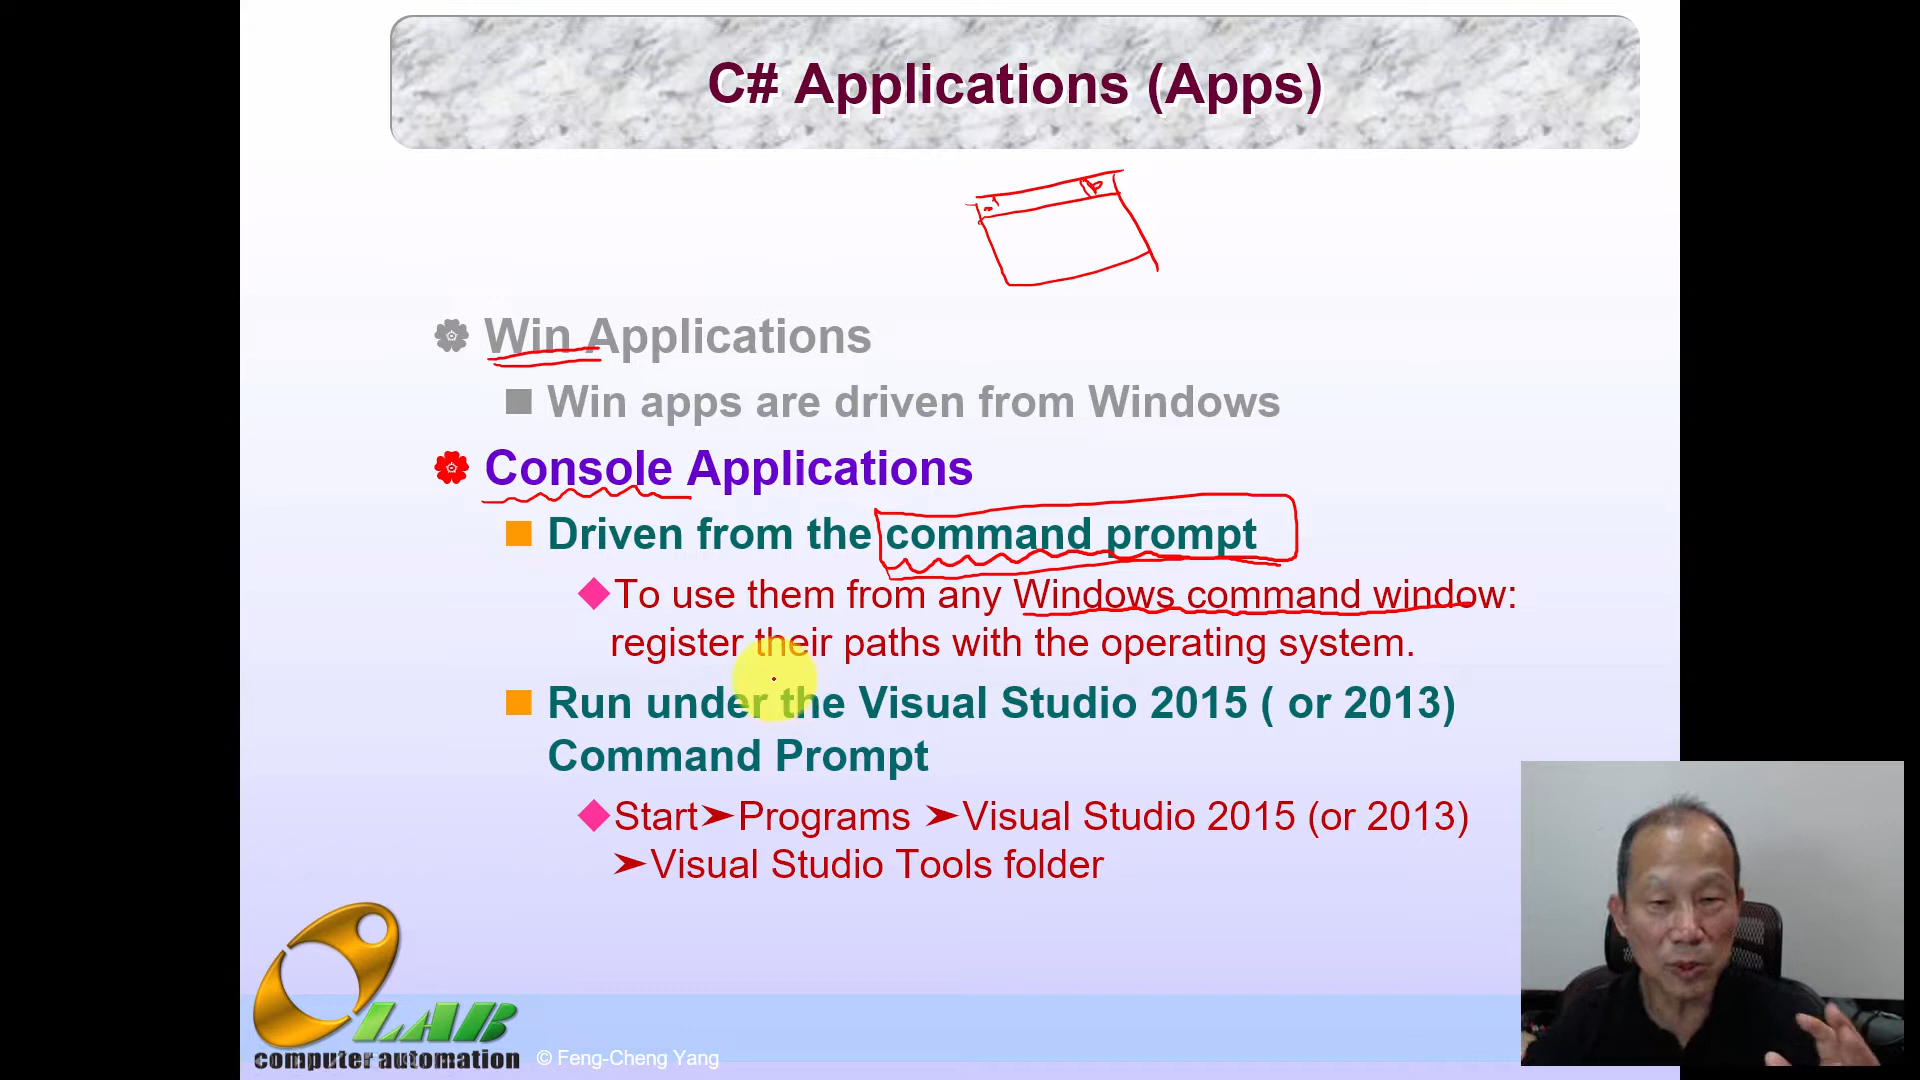 C# Applications (Apps)
Win Applications
Win apps are driven from Windows
Console Applications
Driven from the command prompt
To use them from any Windows command window:
register their paths with the operating system.
Run under the Visual Studio 2015 ( or 2013)
Command Prompt
Start➢Programs ➢Visual Studio 2015 (or 2013)
➢Visual Studio Tools folder
LAB
computer automation
© Feng-Cheng Yang